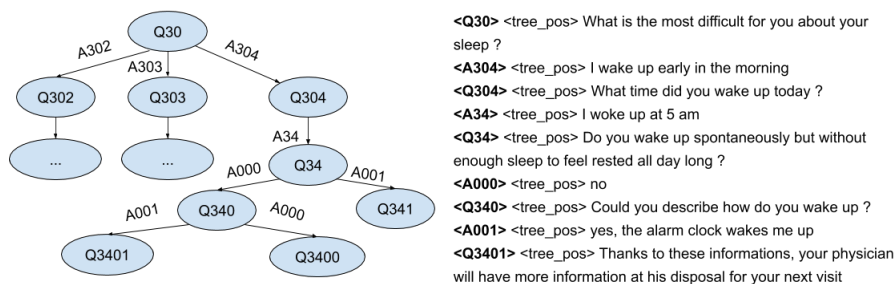 Q30
A302
A303
A304
Q302
Q303
Q304
A34
...
...
Q34
A000
A001
Q340
Q341
A001
A000
Q3401
Q3400
<Q30> <tree_pos> What is the most difficult for you about your
sleep ?
<A304> <tree_pos> I wake up early in the morning
<Q304> <tree_pos> What time did you wake up today ?
<A34> <tree_pos> I woke up at 5 am
<Q34> <tree_pos> Do you wake up spontaneously but without
enough sleep to feel rested all day long ?
<A000> <tree_pos> no
<Q340> <tree_pos> Could you describe how do you wake up ?
<A001> <tree_pos> yes, the alarm clock wakes me up
<Q3401> <tree_pos> Thanks to these informations, your physician
will have more information at his disposal for your next visit